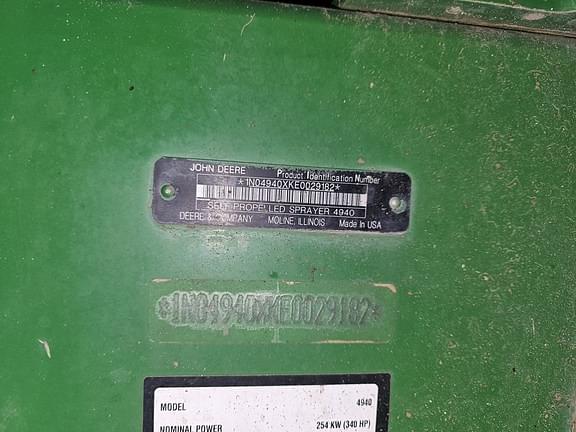 JOHN DEERE Product Identification Number
*1N04940XKE0029182*
SELF PROPELLED SPRAYER 4940
DEERE & COMPANY MOLINE, ILLINOIS Made In USA
*1N04940XKE0029182*
MODEL 4940
NOMINAL POWER 254 KW (340 HP)